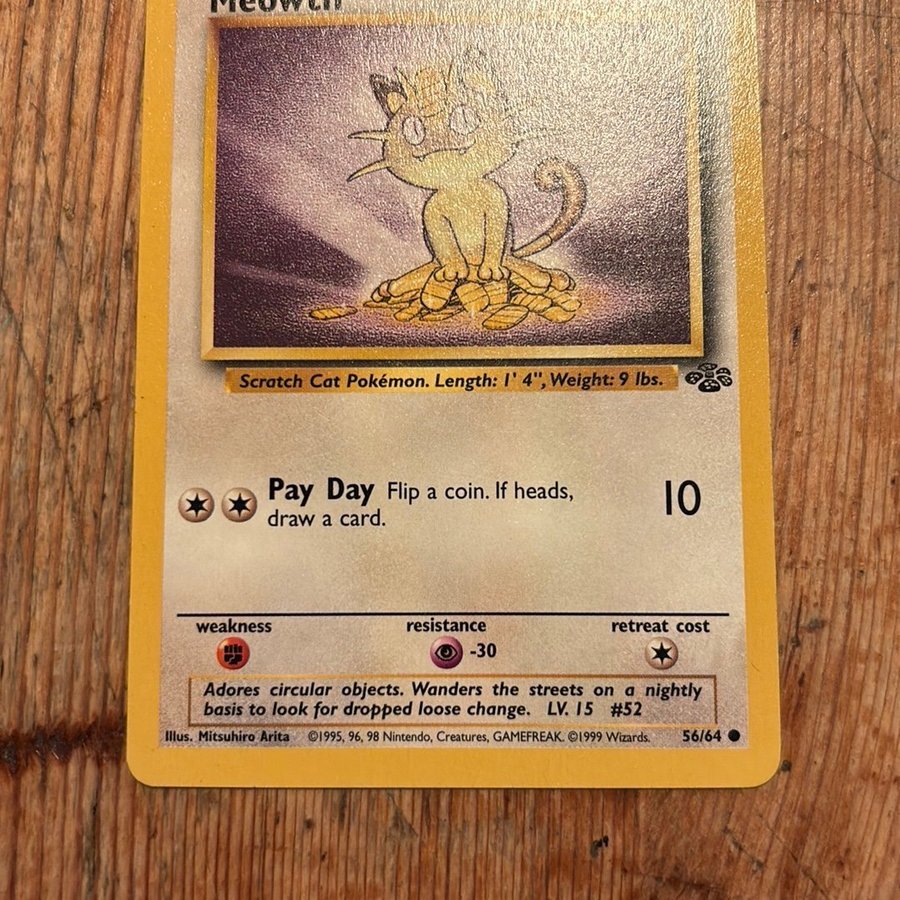 Meowth
Scratch Cat Pokémon. Length: 1' 4", Weight: 9 lbs.
Pay Day Flip a coin. If heads,
draw a card.
10
weakness resistance retreat cost
-30
Adores circular objects. Wanders the streets on a nightly
basis to look for dropped loose change. LV. 15 #52
Illus. Mitsuhiro Arita ©1995, 96, 98 Nintendo, Creatures, GAMEFREAK. ©1999 Wizards. 56/64